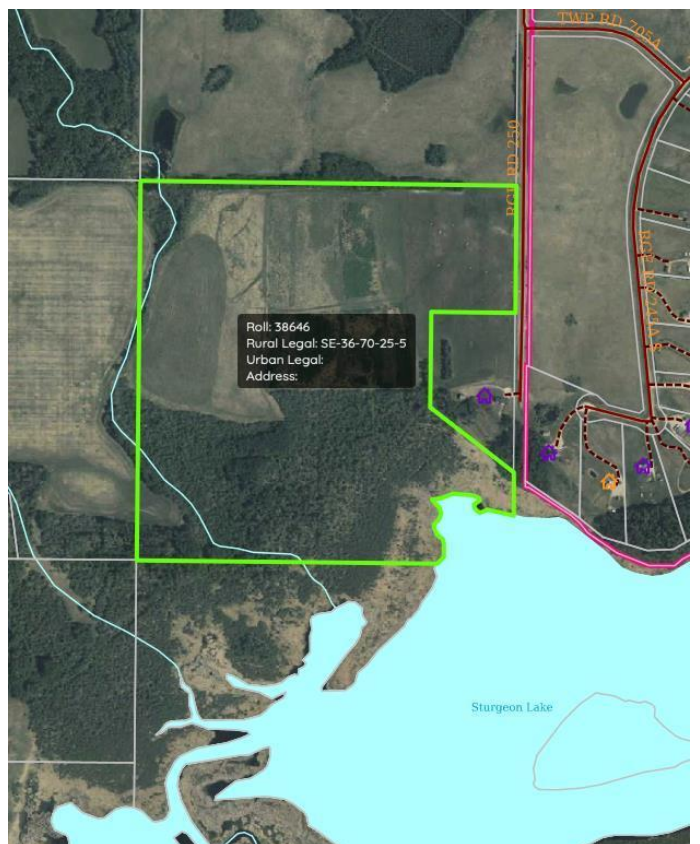 TWP RD 705A
RGE RD 250
Roll: 38646
Rural Legal: SE-36-70-25-5
Urban Legal:
Address:
Sturgeon Lake